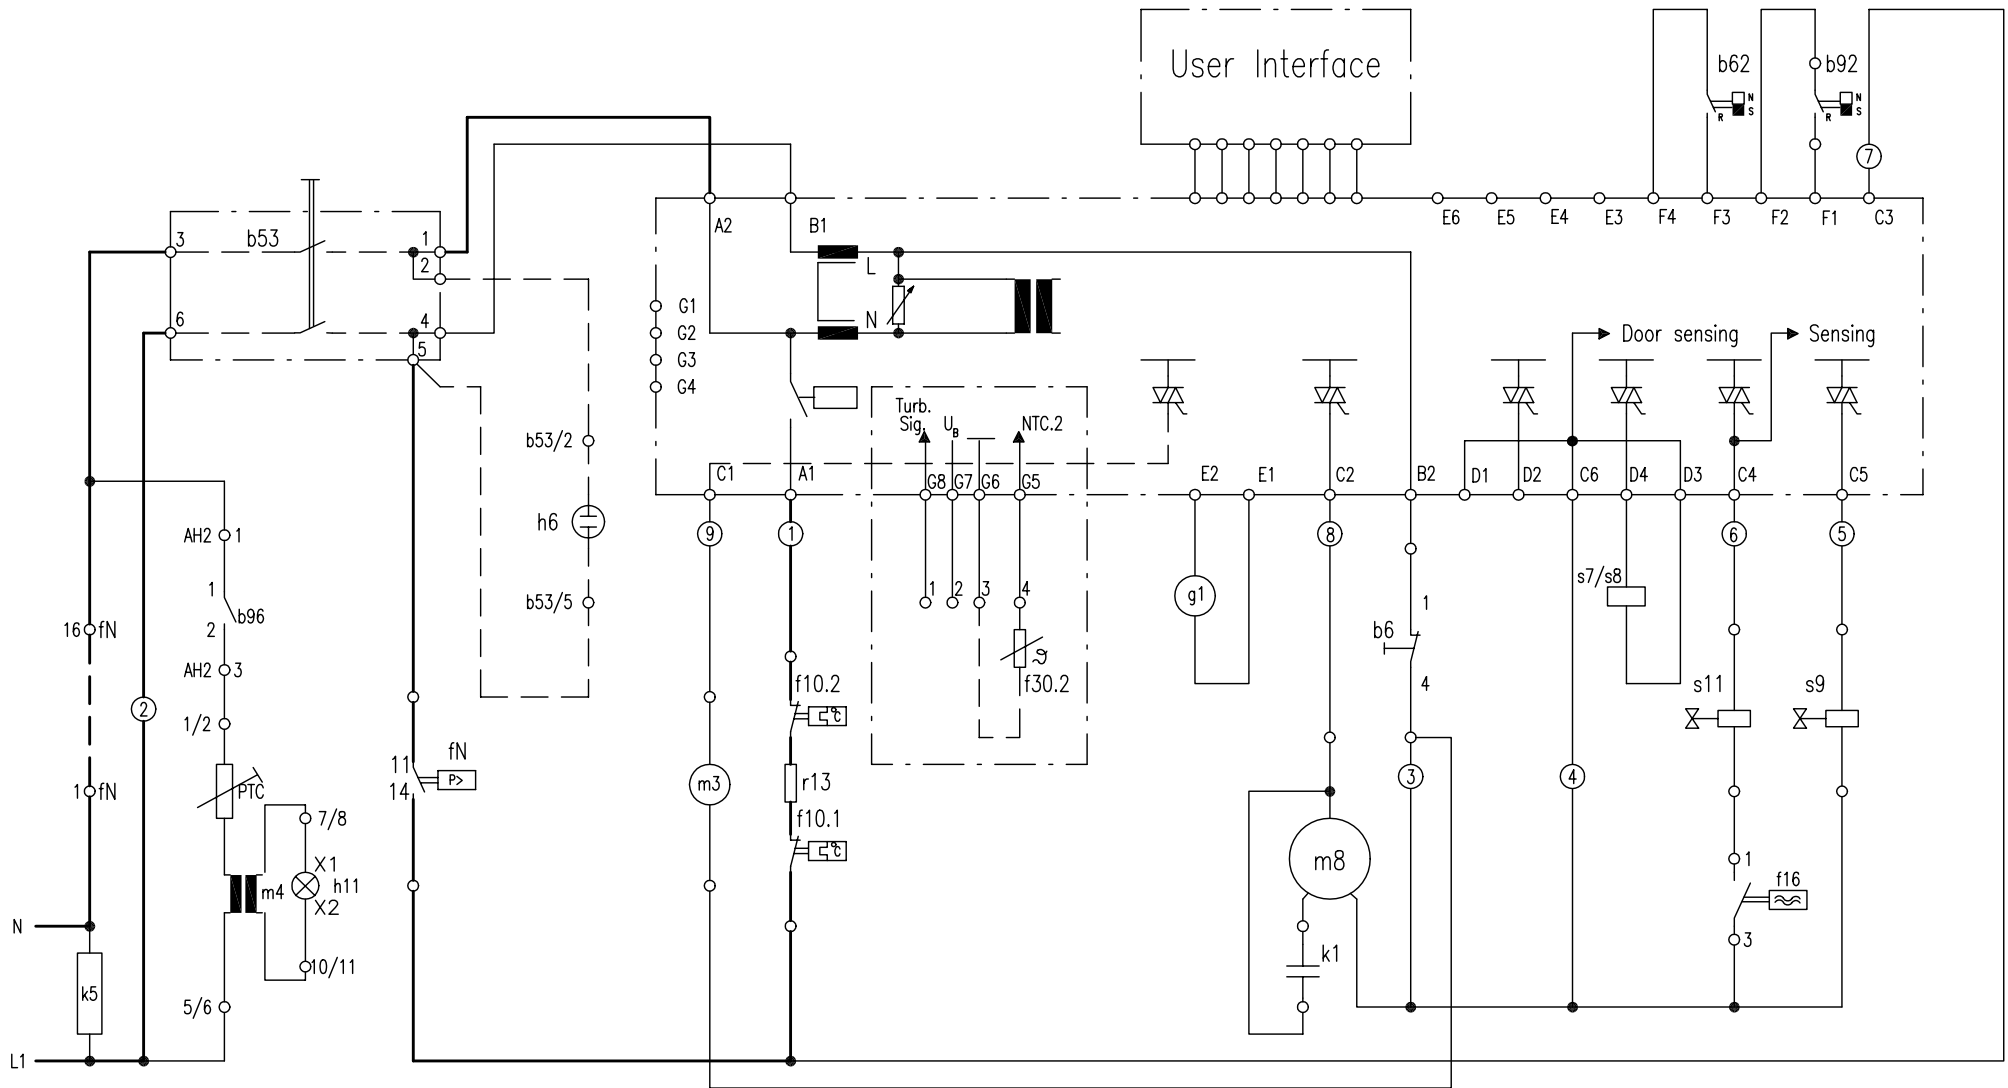 User Interface
b62
N
S
R
b92
N
S
R
7
A2
B1
E6
E5
E4
E3
F4
F3
F2
F1
C3
3
b53
1
2
6
4
5
L
N
G1
G2
G3
G4
Door sensing
Sensing
Turb.
Sig.
UB
NTC.2
b53/2
C1
A1
G8
G7
G6
G5
E2
E1
C2
B2
D1
D2
C6
D4
D3
C4
C5
h6
9
1
8
6
5
AH2
1
1
b96
2
b53/5
1
2
3
4
g1
s7/s8
1
b6
4
16
fN
AH2
3
ϑ
f30.2
f10.2
°C
s11
s9
2
1/2
fN
11
14
P>
m3
r13
3
4
1
fN
PTC
7/8
f10.1
°C
X1
h11
X2
m4
m8
1
f16
3
N
10/11
k1
k5
5/6
L1